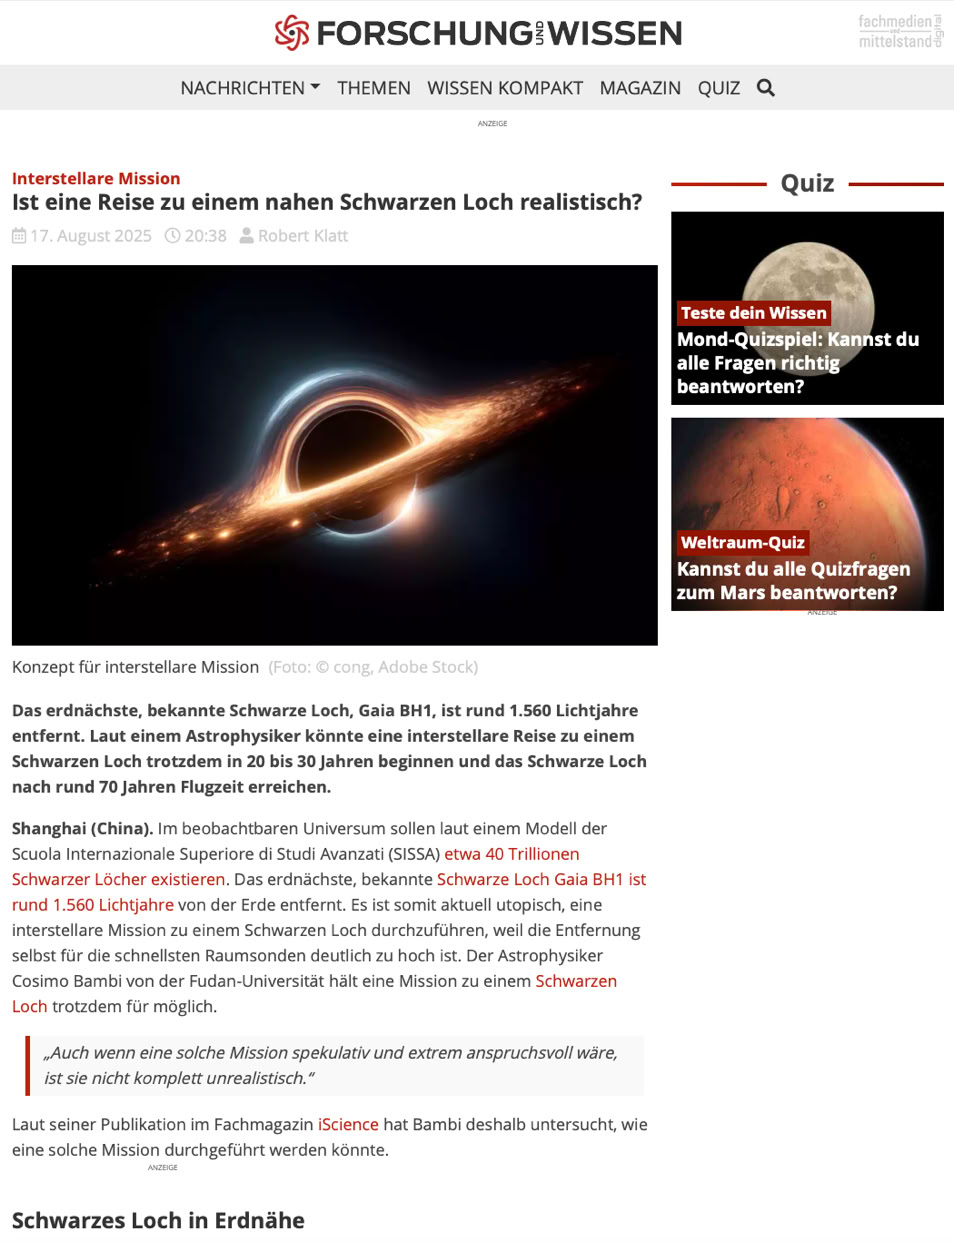 FORSCHUNG UND WISSEN
fachmedien
und
mittelstand
digital
NACHRICHTEN THEMEN WISSEN KOMPAKT MAGAZIN QUIZ
ANZEIGE
Interstellare Mission
Ist eine Reise zu einem nahen Schwarzen Loch realistisch?
17. August 2025 20:38 Robert Klatt
Konzept für interstellare Mission (Foto: © cong, Adobe Stock)
Das erdnächste, bekannte Schwarze Loch, Gaia BH1, ist rund 1.560 Lichtjahre
entfernt. Laut einem Astrophysiker könnte eine interstellare Reise zu einem
Schwarzen Loch trotzdem in 20 bis 30 Jahren beginnen und das Schwarze Loch
nach rund 70 Jahren Flugzeit erreichen.
Shanghai (China). Im beobachtbaren Universum sollen laut einem Modell der
Scuola Internazionale Superiore di Studi Avanzati (SISSA) etwa 40 Trillionen
Schwarzer Löcher existieren. Das erdnächste, bekannte Schwarze Loch Gaia BH1 ist
rund 1.560 Lichtjahre von der Erde entfernt. Es ist somit aktuell utopisch, eine
interstellare Mission zu einem Schwarzen Loch durchzuführen, weil die Entfernung
selbst für die schnellsten Raumsonden deutlich zu hoch ist. Der Astrophysiker
Cosimo Bambi von der Fudan-Universität hält eine Mission zu einem Schwarzen
Loch trotzdem für möglich.
„Auch wenn eine solche Mission spekulativ und extrem anspruchsvoll wäre,
ist sie nicht komplett unrealistisch.“
Laut seiner Publikation im Fachmagazin iScience hat Bambi deshalb untersucht, wie
eine solche Mission durchgeführt werden könnte.
ANZEIGE
Schwarzes Loch in Erdnähe
Quiz
Teste dein Wissen
Mond-Quizspiel: Kannst du
alle Fragen richtig
beantworten?
Weltraum-Quiz
Kannst du alle Quizfragen
zum Mars beantworten?
ANZEIGE